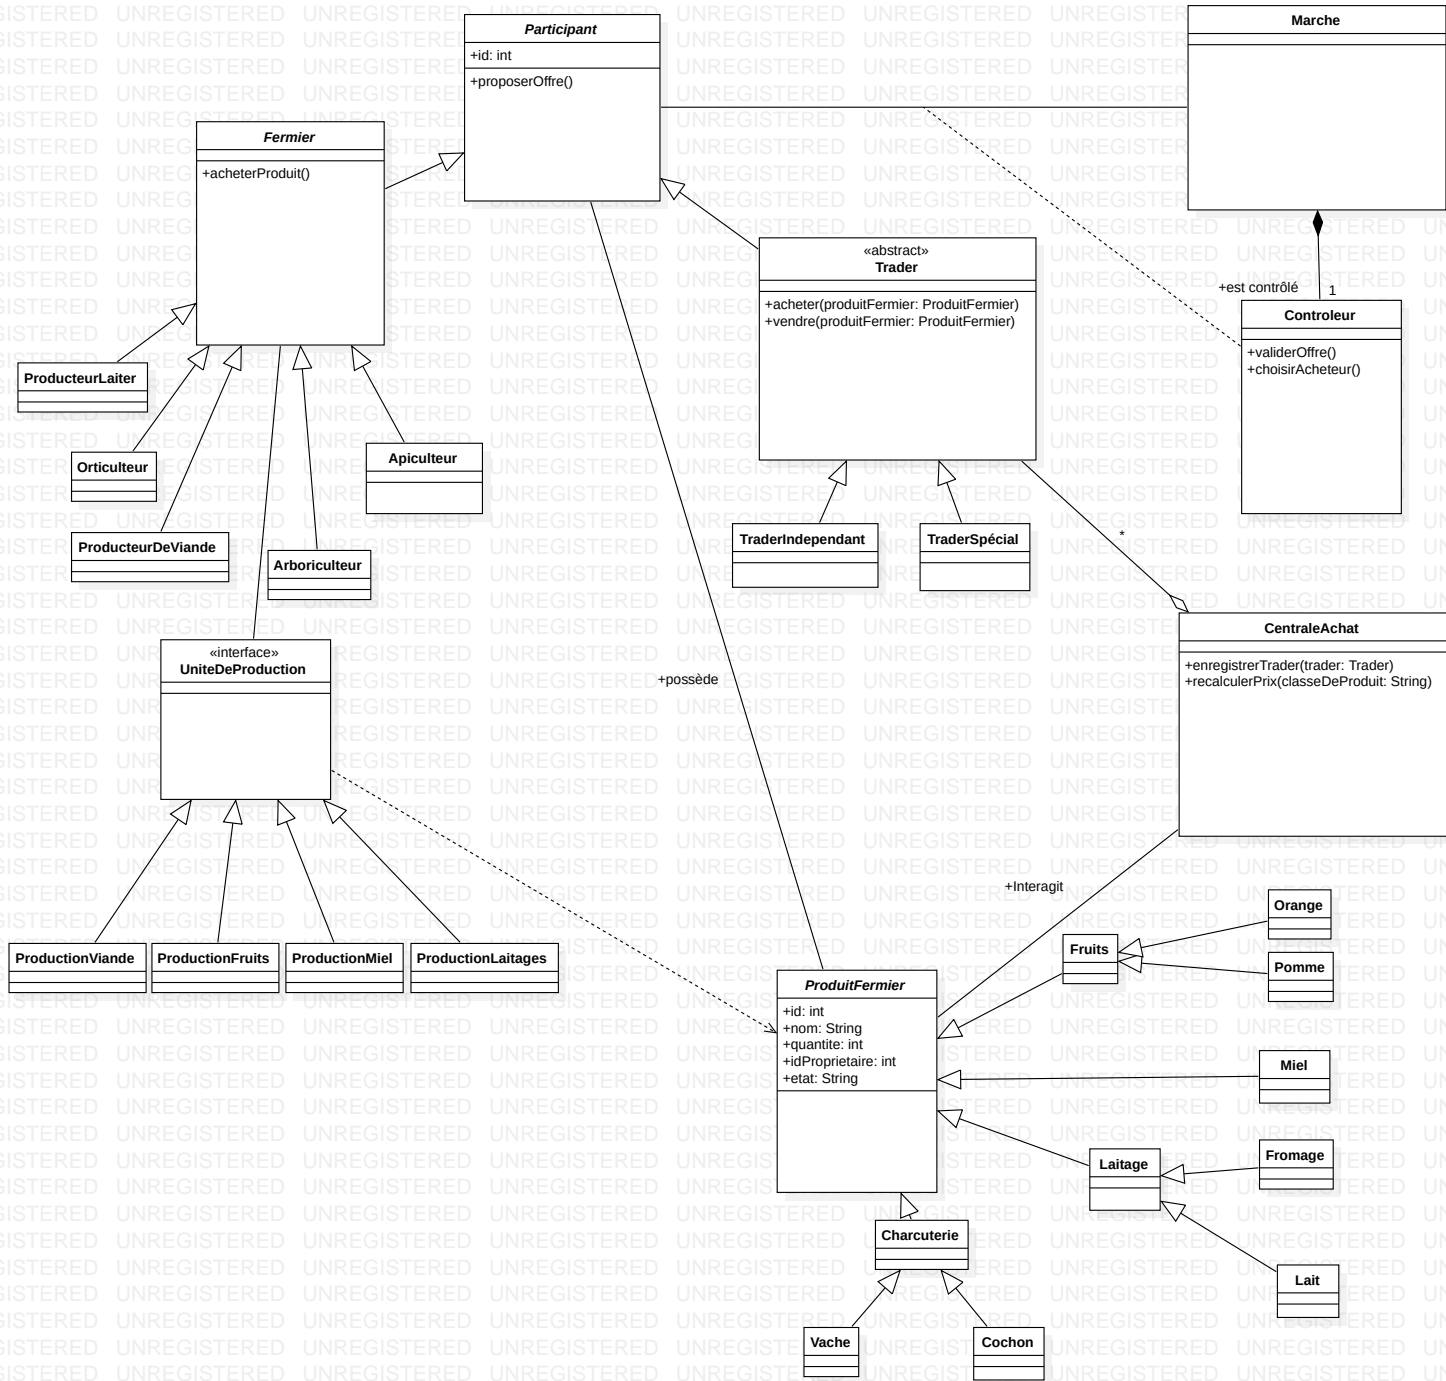 Participant
+id: int
+proposerOffre()
Marche
Fermier
+acheterProduit()
«abstract»
Trader
+acheter(produitFermier: ProduitFermier)
+vendre(produitFermier: ProduitFermier)
+est contrôlé
1
Controleur
+validerOffre()
+choisirAcheteur()
ProducteurLaiter
Orticulteur
Apiculteur
ProducteurDeViande
Arboriculteur
TraderIndependant
TraderSpécial
*
CentraleAchat
+enregistrerTrader(trader: Trader)
+recalculerPrix(classeDeProduit: String)
«interface»
UniteDeProduction
+possède
+Interagit
ProductionViande
ProductionFruits
ProductionMiel
ProductionLaitages
Orange
Fruits
Pomme
ProduitFermier
+id: int
+nom: String
+quantite: int
+idProprietaire: int
+etat: String
Miel
Laitage
Fromage
Charcuterie
Lait
Vache
Cochon
UNREGISTERED